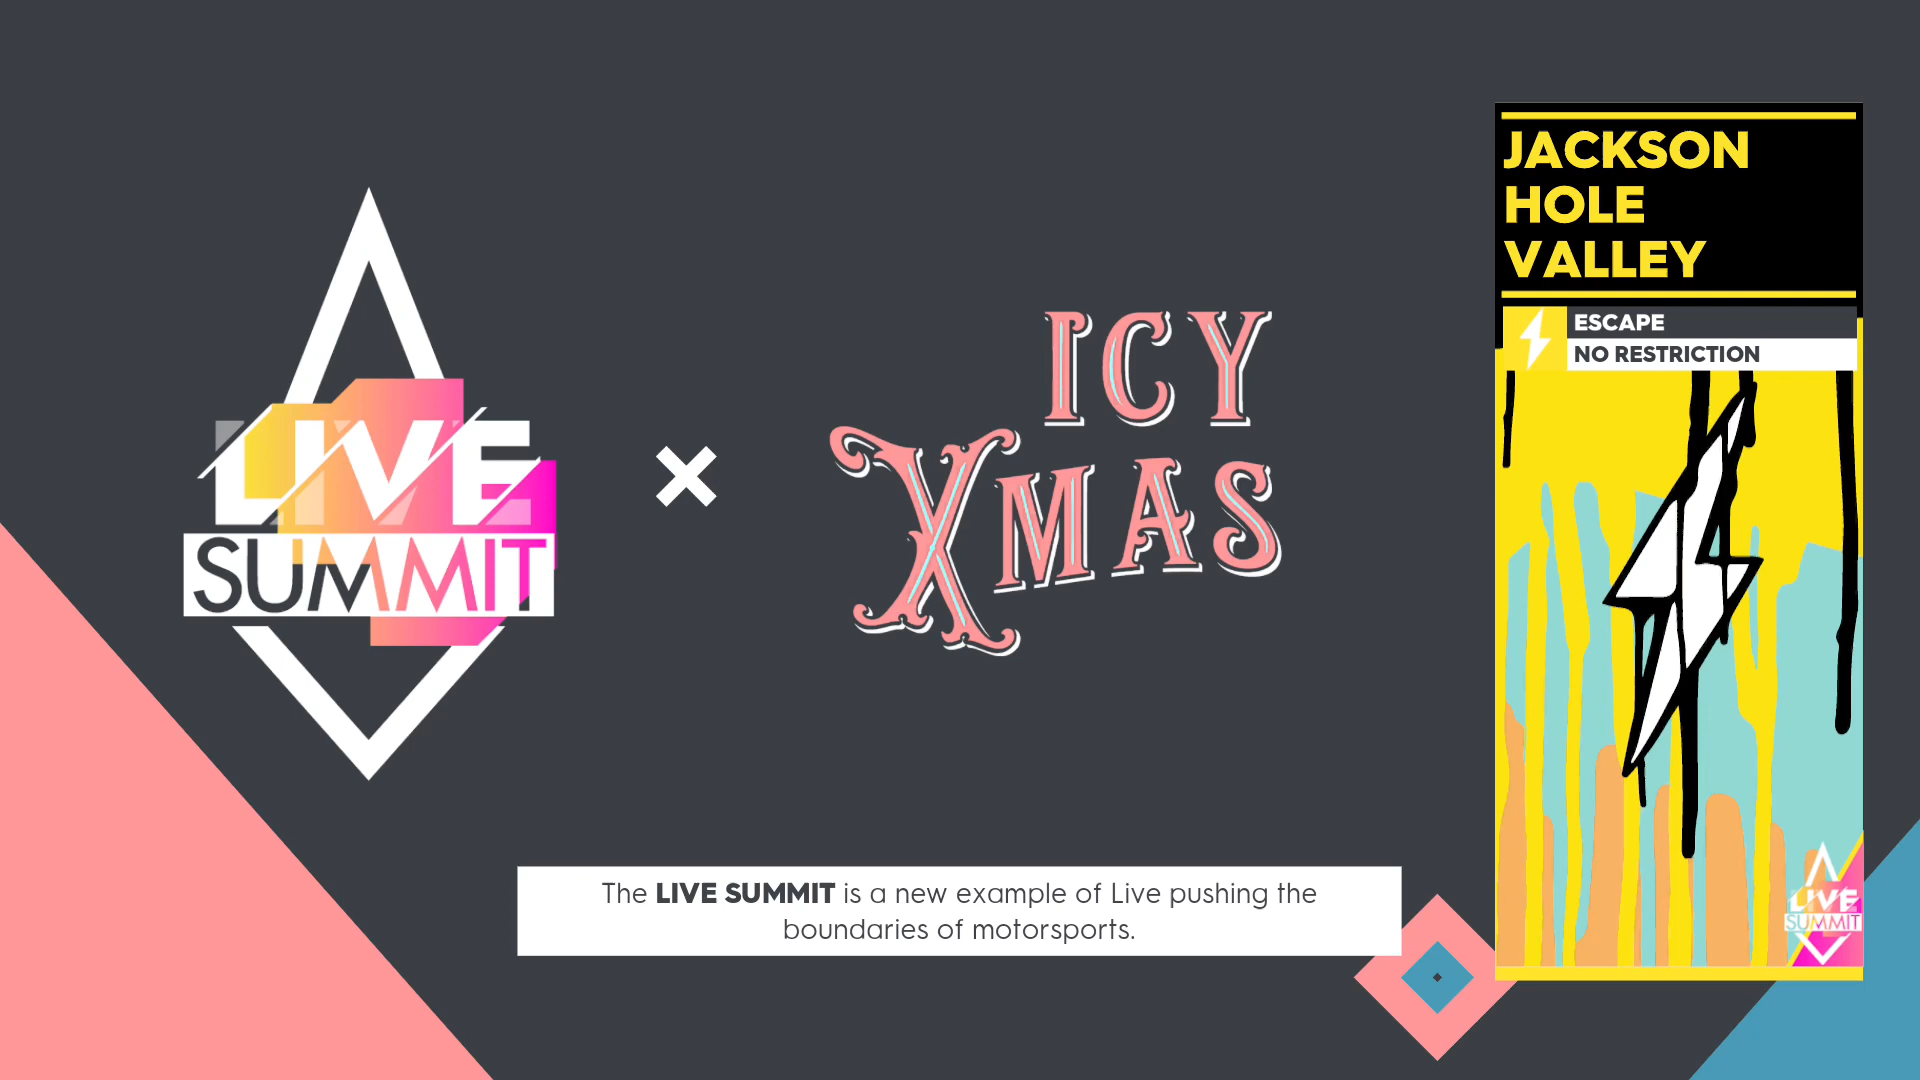 LIVE
SUMMIT
×
ICY
XMAS
JACKSON
HOLE
VALLEY
ESCAPE
NO RESTRICTION
The LIVE SUMMIT is a new example of Live pushing the
boundaries of motorsports.
LIVE
SUMMIT